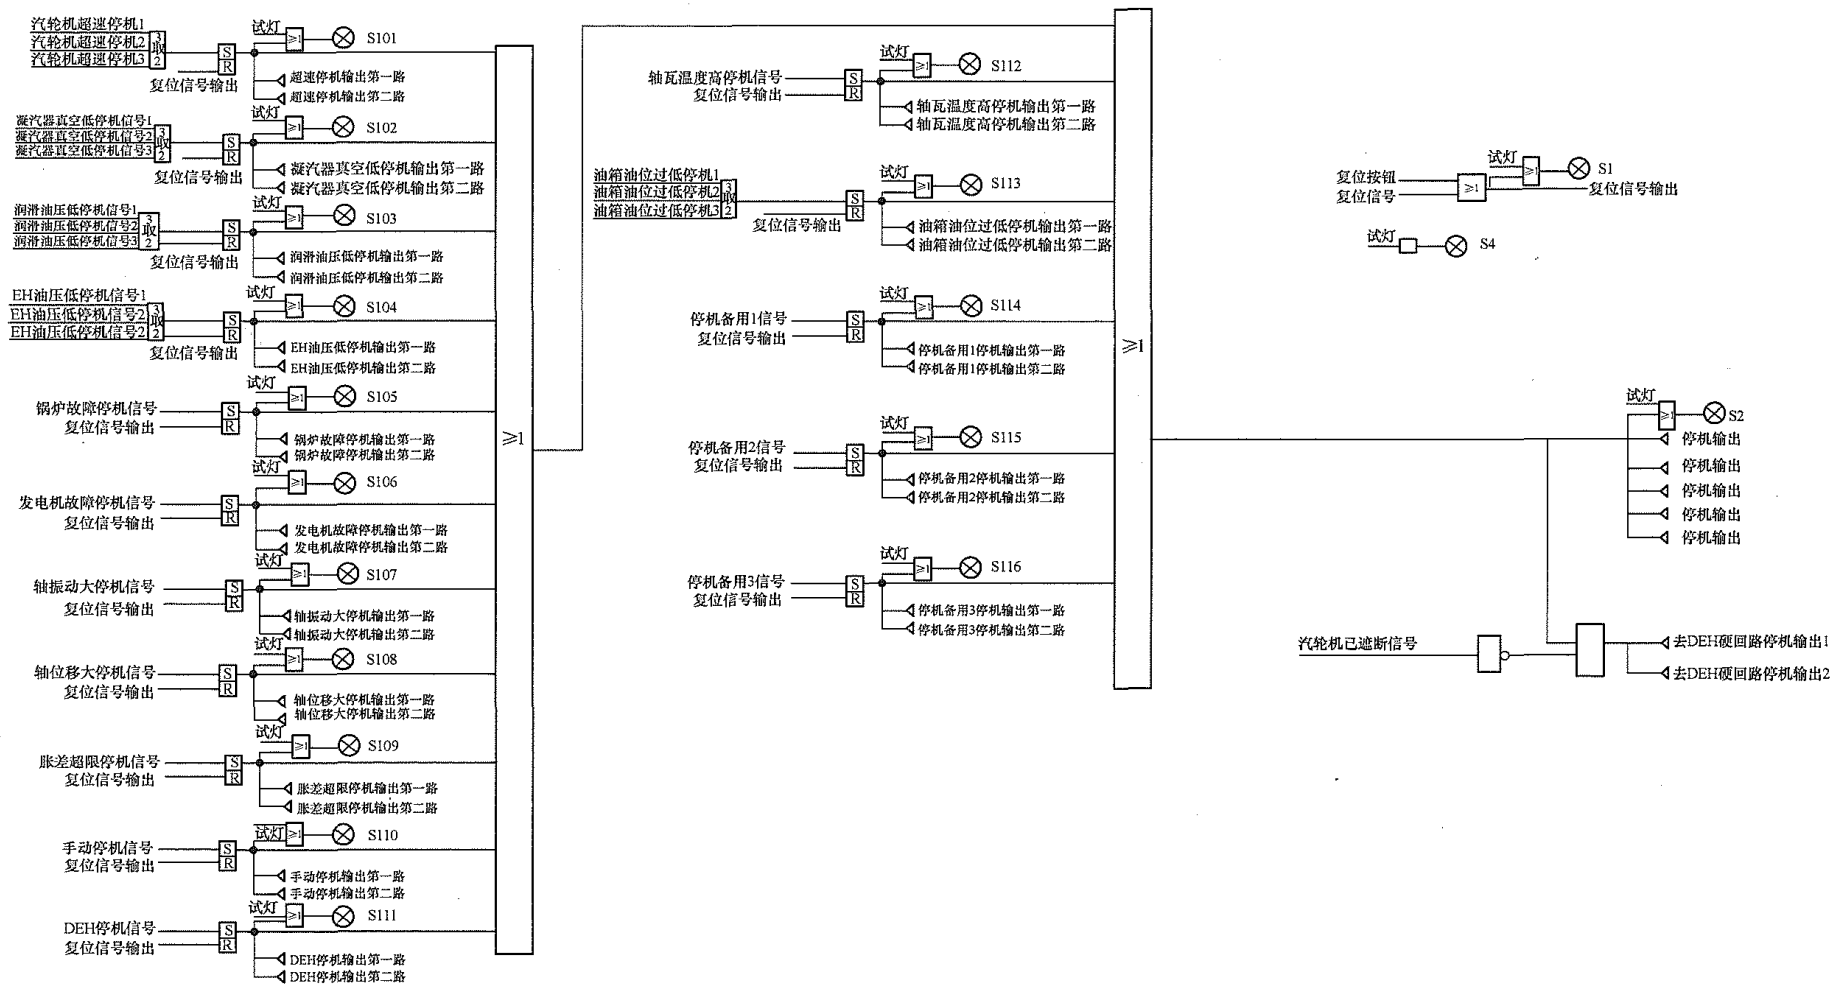 汽轮机超速停机1
汽轮机超速停机2
汽轮机超速停机3
3
取
2
S
R
复位信号输出
试灯
≥1
S101
超速停机输出第一路
超速停机输出第二路
凝汽器真空低停机信号1
凝汽器真空低停机信号2
凝汽器真空低停机信号3
3
取
2
S
R
复位信号输出
试灯
≥1
S102
凝汽器真空低停机输出第一路
凝汽器真空低停机输出第二路
润滑油压低停机信号1
润滑油压低停机信号2
润滑油压低停机信号3
3
取
2
S
R
复位信号输出
试灯
≥1
S103
润滑油压低停机输出第一路
润滑油压低停机输出第二路
EH油压低停机信号1
EH油压低停机信号2
EH油压低停机信号2
3
取
2
S
R
复位信号输出
试灯
≥1
S104
EH油压低停机输出第一路
EH油压低停机输出第二路
锅炉故障停机信号
复位信号输出
S
R
试灯
≥1
S105
锅炉故障停机输出第一路
锅炉故障停机输出第二路
发电机故障停机信号
复位信号输出
S
R
试灯
≥1
S106
发电机故障停机输出第一路
发电机故障停机输出第二路
轴振动大停机信号
复位信号输出
S
R
试灯
≥1
S107
轴振动大停机输出第一路
轴振动大停机输出第二路
轴位移大停机信号
复位信号输出
S
R
试灯
≥1
S108
轴位移大停机输出第一路
轴位移大停机输出第二路
胀差超限停机信号
复位信号输出
S
R
试灯
≥1
S109
胀差超限停机输出第一路
胀差超限停机输出第二路
手动停机信号
复位信号输出
S
R
试灯
≥1
S110
手动停机输出第一路
手动停机输出第二路
DEH停机信号
复位信号输出
S
R
试灯
≥1
S111
DEH停机输出第一路
DEH停机输出第二路
≥1
轴瓦温度高停机信号
复位信号输出
S
R
试灯
≥1
S112
轴瓦温度高停机输出第一路
轴瓦温度高停机输出第二路
油箱油位过低停机1
油箱油位过低停机2
油箱油位过低停机3
3
取
2
S
R
复位信号输出
试灯
≥1
S113
油箱油位过低停机输出第一路
油箱油位过低停机输出第二路
停机备用1信号
复位信号输出
S
R
试灯
≥1
S114
停机备用1停机输出第一路
停机备用1停机输出第二路
停机备用2信号
复位信号输出
S
R
试灯
≥1
S115
停机备用2停机输出第一路
停机备用2停机输出第二路
停机备用3信号
复位信号输出
S
R
试灯
≥1
S116
停机备用3停机输出第一路
停机备用3停机输出第二路
≥1
复位按钮
复位信号
≥1
试灯
≥1
S1
复位信号输出
试灯
S4
试灯
≥1
S2
停机输出
停机输出
停机输出
停机输出
停机输出
汽轮机已遮断信号
去DEH硬回路停机输出1
去DEH硬回路停机输出2